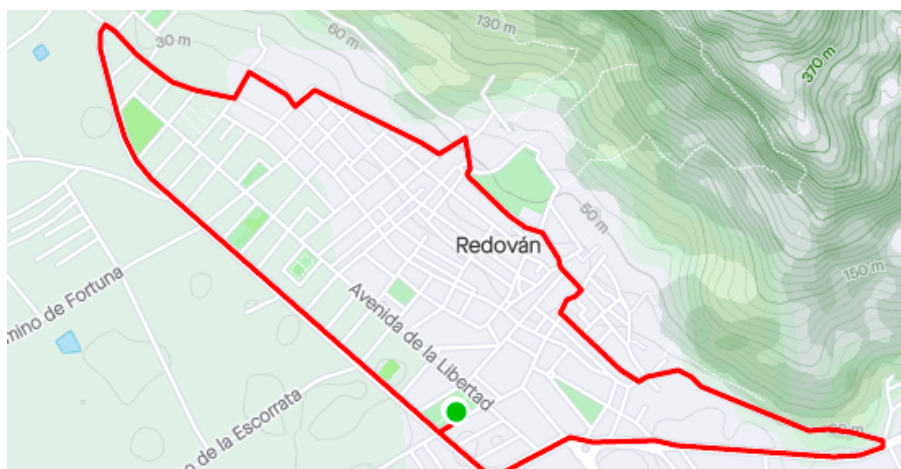 130 m
60 m
30 m
370 m
50 m
Redován
150 m
mino de Fortuna
Avenida de la Libertad
o de la Escorrata